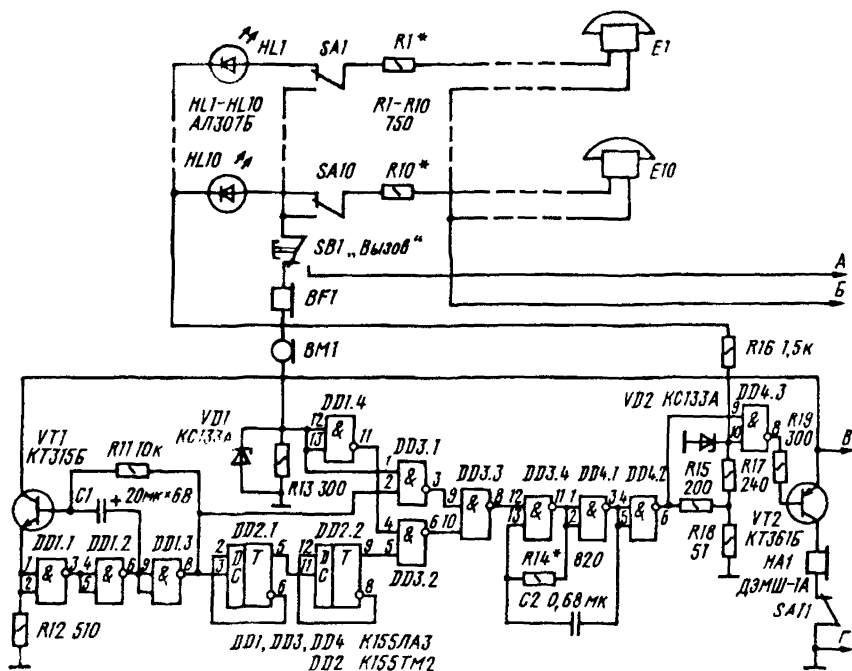 HL1
SA1
R1*
E1
HL1-HL10
АЛ307Б
R1-R10
750
HL10
SA10
R10*
E10
SB1 „Вызов“
А
Б
BF1
BM1
R16 1,5к
VD1
КС133А
DD1.4
12
13
&
11
VD2 КС133А
DD4.3
9
10
&
8
R19
300
В
VT1
КТ315Б
R11 10к
C1
+ 20мк×6В
R13 300
DD3.1
1
2
&
3
DD3.3
9
10
&
8
DD3.4
12
13
&
11
DD4.1
1
2
&
3
DD4.2
4
5
&
6
R15
200
R17
240
R18
51
VT2
КТ361Б
DD1.1
1
2
&
3
DD1.2
4
5
&
6
DD1.3
9
&
8
DD2.1
2
3
D
C
T
5
6
DD2.2
12
11
D
C
T
9
8
4
5
&
6
DD3.2
R14*
820
C2 0,68 мк
HA1
ДЭМШ-1А
SA11
Г
R12 510
DD1, DD3, DD4 К155ЛА3
DD2 К155ТМ2